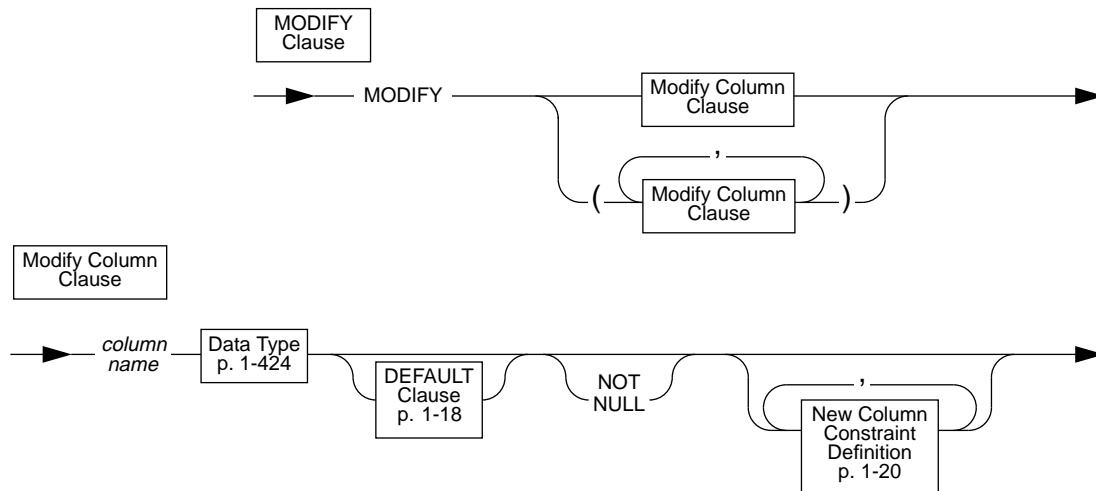 MODIFY
Clause
MODIFY
Modify Column
Clause
,
(
Modify Column
Clause
)
Modify Column
Clause
column
name
Data Type
p. 1-424
DEFAULT
Clause
p. 1-18
NOT
NULL
,
New Column
Constraint
Definition
p. 1-20